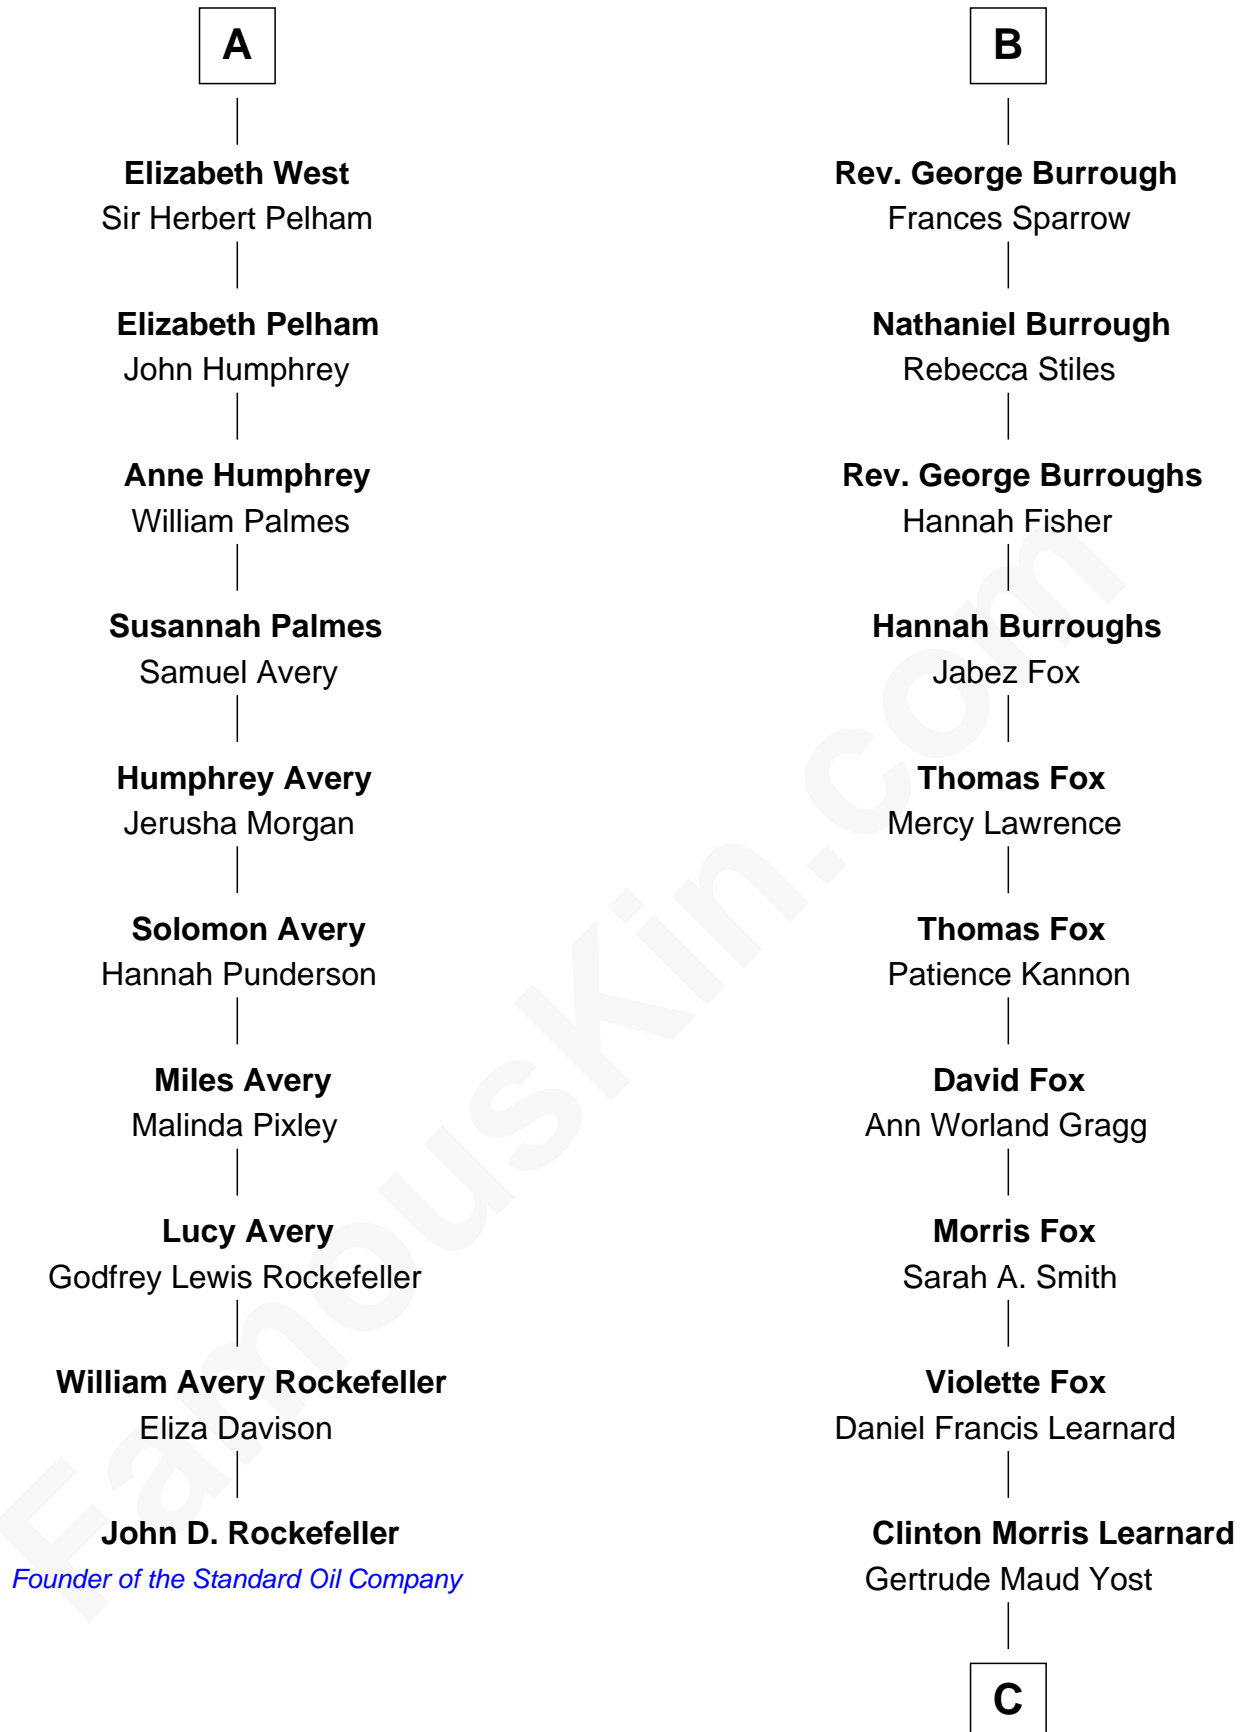 A
Elizabeth West
Sir Herbert Pelham
Elizabeth Pelham
John Humphrey
Anne Humphrey
William Palmes
Susannah Palmes
Samuel Avery
Humphrey Avery
Jerusha Morgan
Solomon Avery
Hannah Punderson
Miles Avery
Malinda Pixley
Lucy Avery
Godfrey Lewis Rockefeller
William Avery Rockefeller
Eliza Davison
John D. Rockefeller
Founder of the Standard Oil Company
B
Rev. George Burrough
Frances Sparrow
Nathaniel Burrough
Rebecca Stiles
Rev. George Burroughs
Hannah Fisher
Hannah Burroughs
Jabez Fox
Thomas Fox
Mercy Lawrence
Thomas Fox
Patience Kannon
David Fox
Ann Worland Gragg
Morris Fox
Sarah A. Smith
Violette Fox
Daniel Francis Learnard
Clinton Morris Learnard
Gertrude Maud Yost
C
FamousKin.com